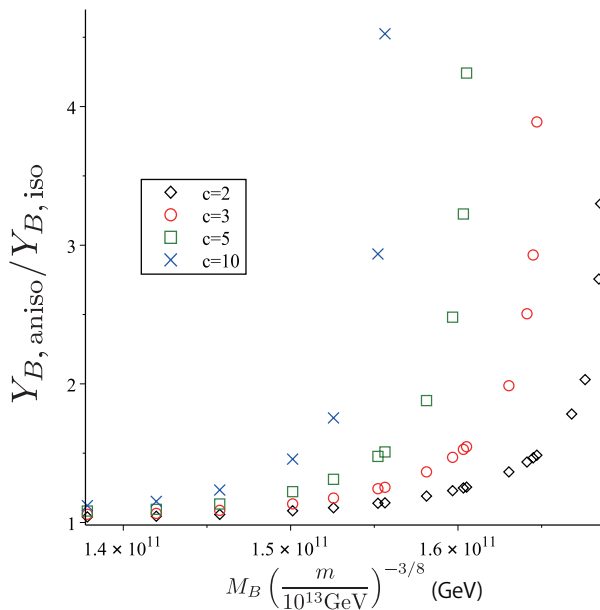 Y_{B, aniso}/Y_{B, iso}
4
3
2
1
c=2
c=3
c=5
c=10
1.4 × 10^{11}
1.5 × 10^{11}
1.6 × 10^{11}
M_B (m/10^{13}GeV)^{-3/8} (GeV)